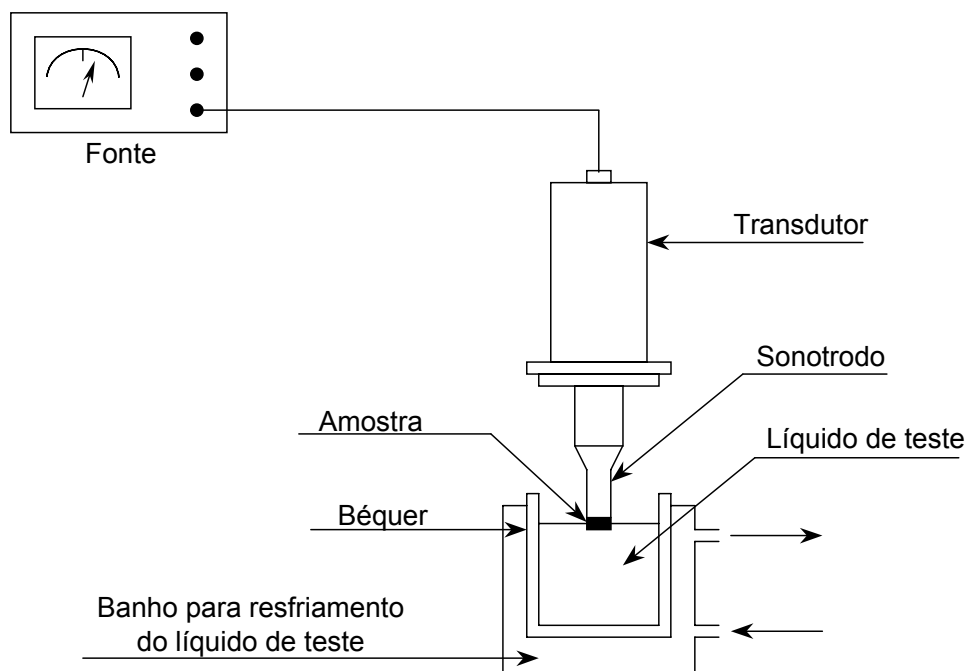 Fonte
Transdutor
Sonotrodo
Amostra
Líquido de teste
Béquer
Banho para resfriamento
do líquido de teste